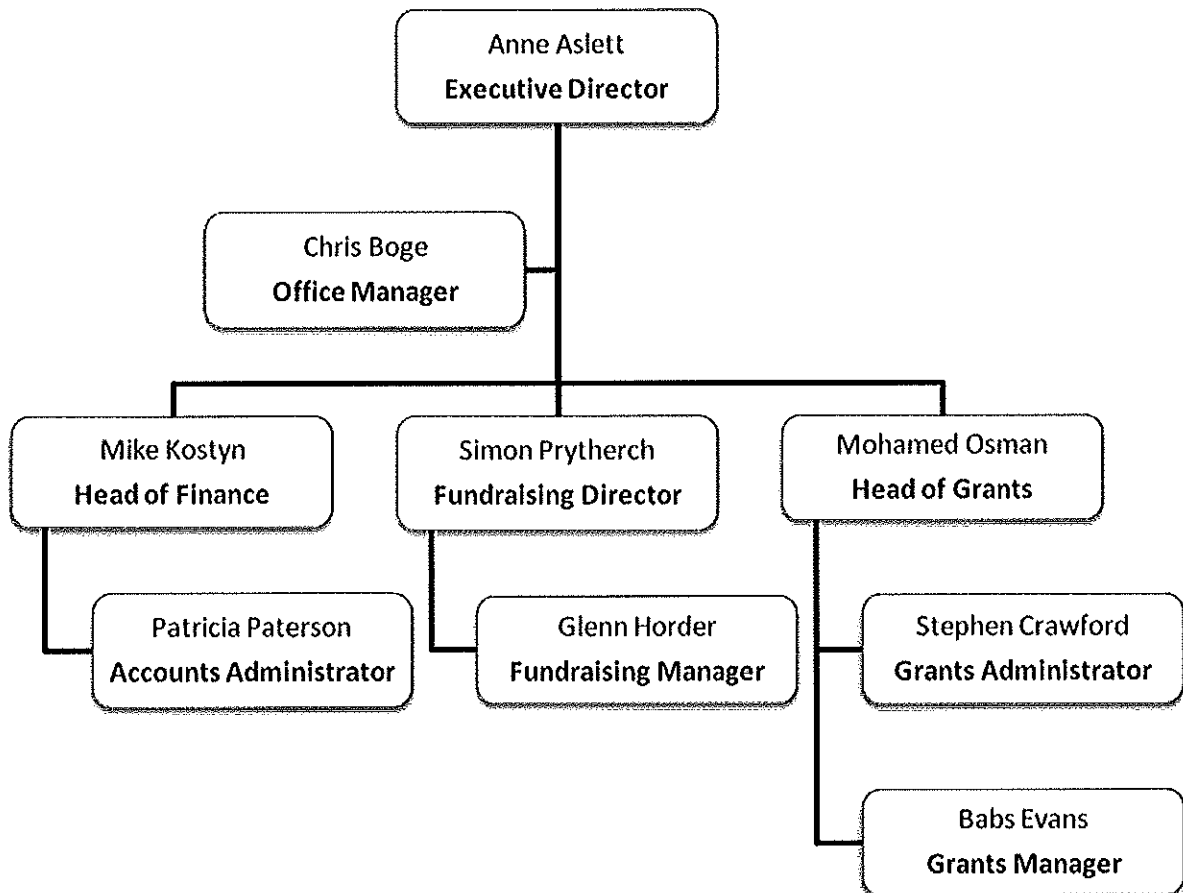 Anne Aslett
Executive Director
Chris Boge
Office Manager
Mike Kostyn
Head of Finance
Simon Prytherch
Fundraising Director
Mohamed Osman
Head of Grants
Patricia Paterson
Accounts Administrator
Glenn Horder
Fundraising Manager
Stephen Crawford
Grants Administrator
Babs Evans
Grants Manager